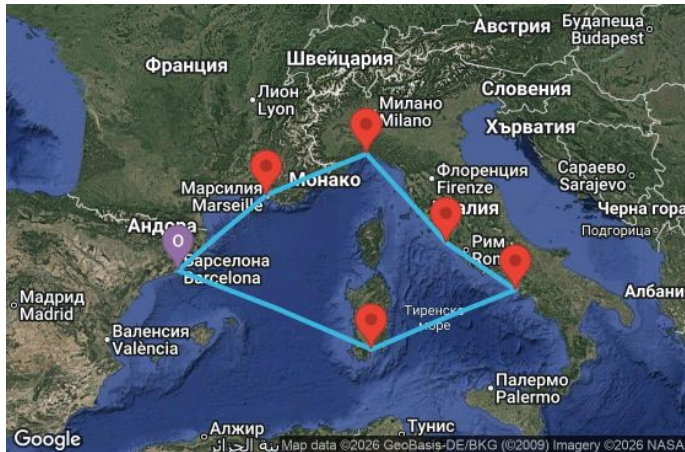 Австрия
Будапеща
Budapest
Франция
Швейцария
Лион
Lyon
Словения
Милано
Milano
Хърватия
Марсилия
Marseille
Монако
Флоренция
Firenze
Сараево
Sarajevo
Андора
Черна гора
Подгорица
Рим
О
Барселона
Barcelona
Мадрид
Madrid
Албани
Валенсия
València
Тиренско
море
Палермо
Palermo
Алжир
Тунис
Google
Map data ©2026 GeoBasis-DE/BKG (©2009) Imagery ©2026 NASA